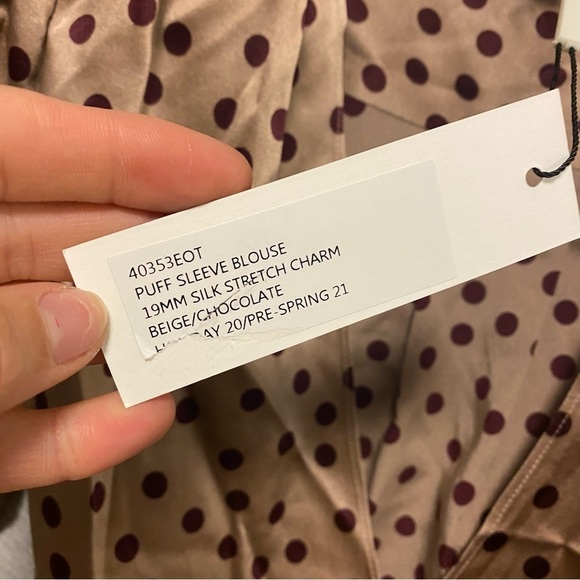 40353EOT
PUFF SLEEVE BLOUSE
19MM SILK STRETCH CHARM
BEIGE/CHOCOLATE
20/PRE-SPRING 21